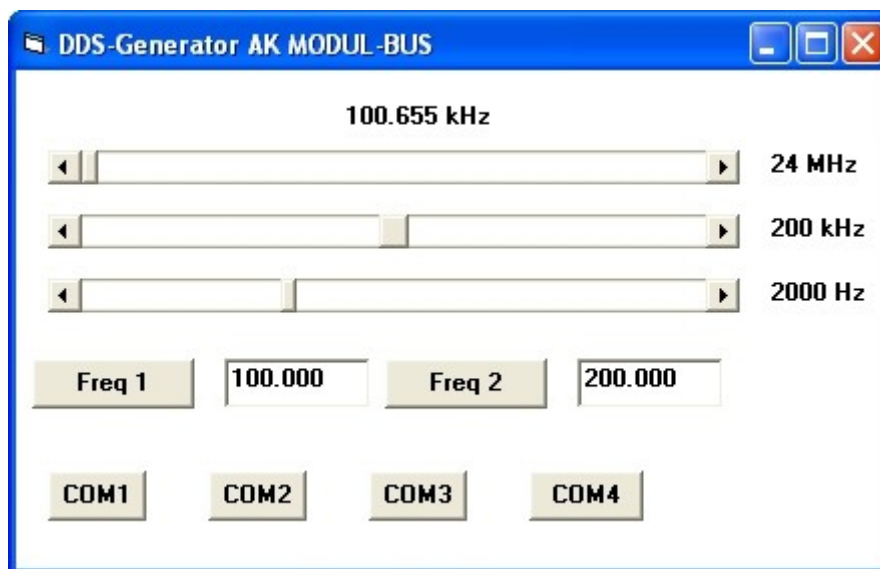 DDS-Generator AK MODUL-BUS
100.655 kHz
24 MHz
200 kHz
2000 Hz
Freq 1 100.000 Freq 2 200.000
COM1 COM2 COM3 COM4